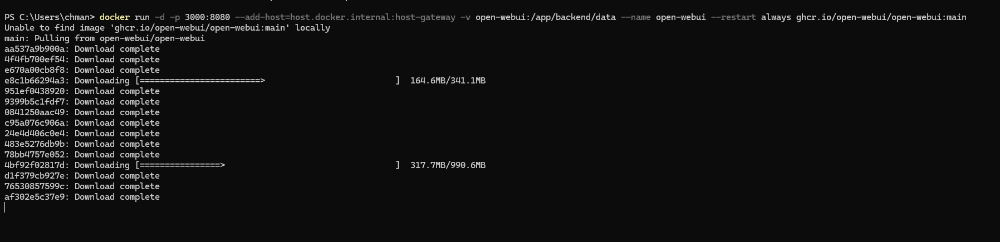 PS C:\Users\chman> docker run -d -p 3000:8080 --add-host=host.docker.internal:host-gateway -v open-webui:/app/backend/data --name open-webui --restart always ghcr.io/open-webui/open-webui:main
Unable to find image 'ghcr.io/open-webui/open-webui:main' locally
main: Pulling from open-webui/open-webui
aa537a9b900a: Download complete
4f4fb700ef54: Download complete
e670a00cb8f8: Download complete
e8c1b66294a3: Downloading [========================>                          ]  164.6MB/341.1MB
951ef0438920: Download complete
9399b5c1fdf7: Download complete
0841250aac49: Download complete
c95a076c906a: Download complete
24e4d406c0e4: Download complete
483e5276db9b: Download complete
78bb4757e052: Download complete
4bf92f02817d: Downloading [================>                                  ]  317.7MB/990.6MB
d1f379cb927e: Download complete
76530857599c: Download complete
af302e5c37e9: Download complete